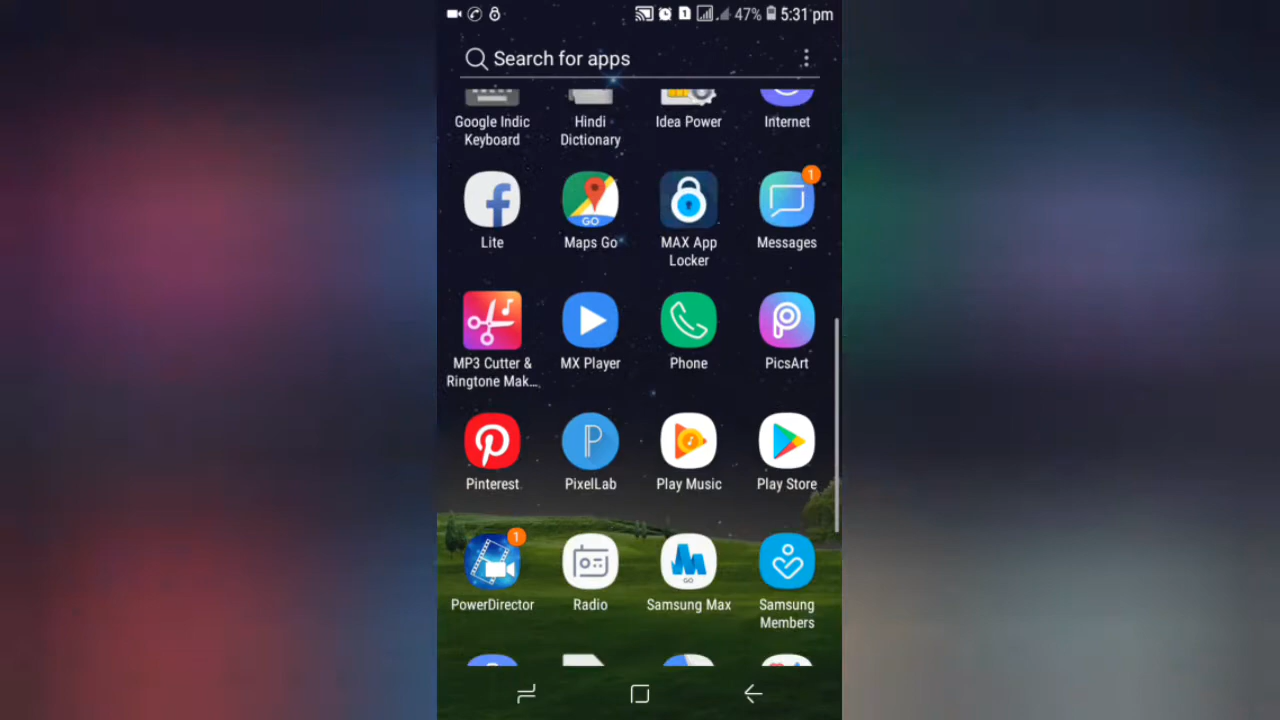 47% 5:31 pm
Search for apps
Google Indic Keyboard
Hindi Dictionary
Idea Power
Internet
Lite
Maps Go
GO
MAX App Locker
Messages
1
MP3 Cutter & Ringtone Mak...
MX Player
Phone
PicsArt
Pinterest
PixelLab
Play Music
Play Store
PowerDirector
1
Radio
Samsung Max
GO
Samsung Members